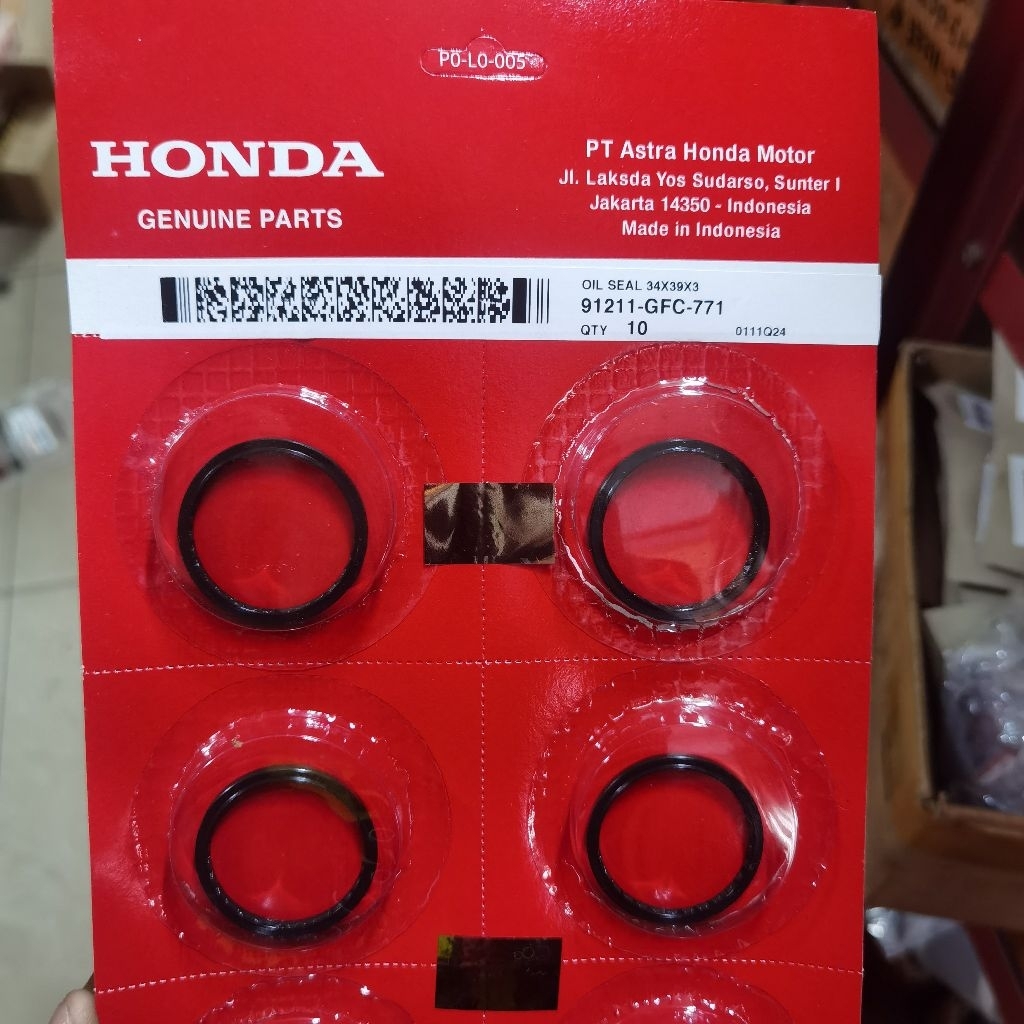 P0-L0-005
HONDA
GENUINE PARTS
PT Astra Honda Motor
Jl. Laksda Yos Sudarso, Sunter I
Jakarta 14350 - Indonesia
Made in Indonesia
OIL SEAL 34X39X3
91211-GFC-771
QTY 10 0111Q24